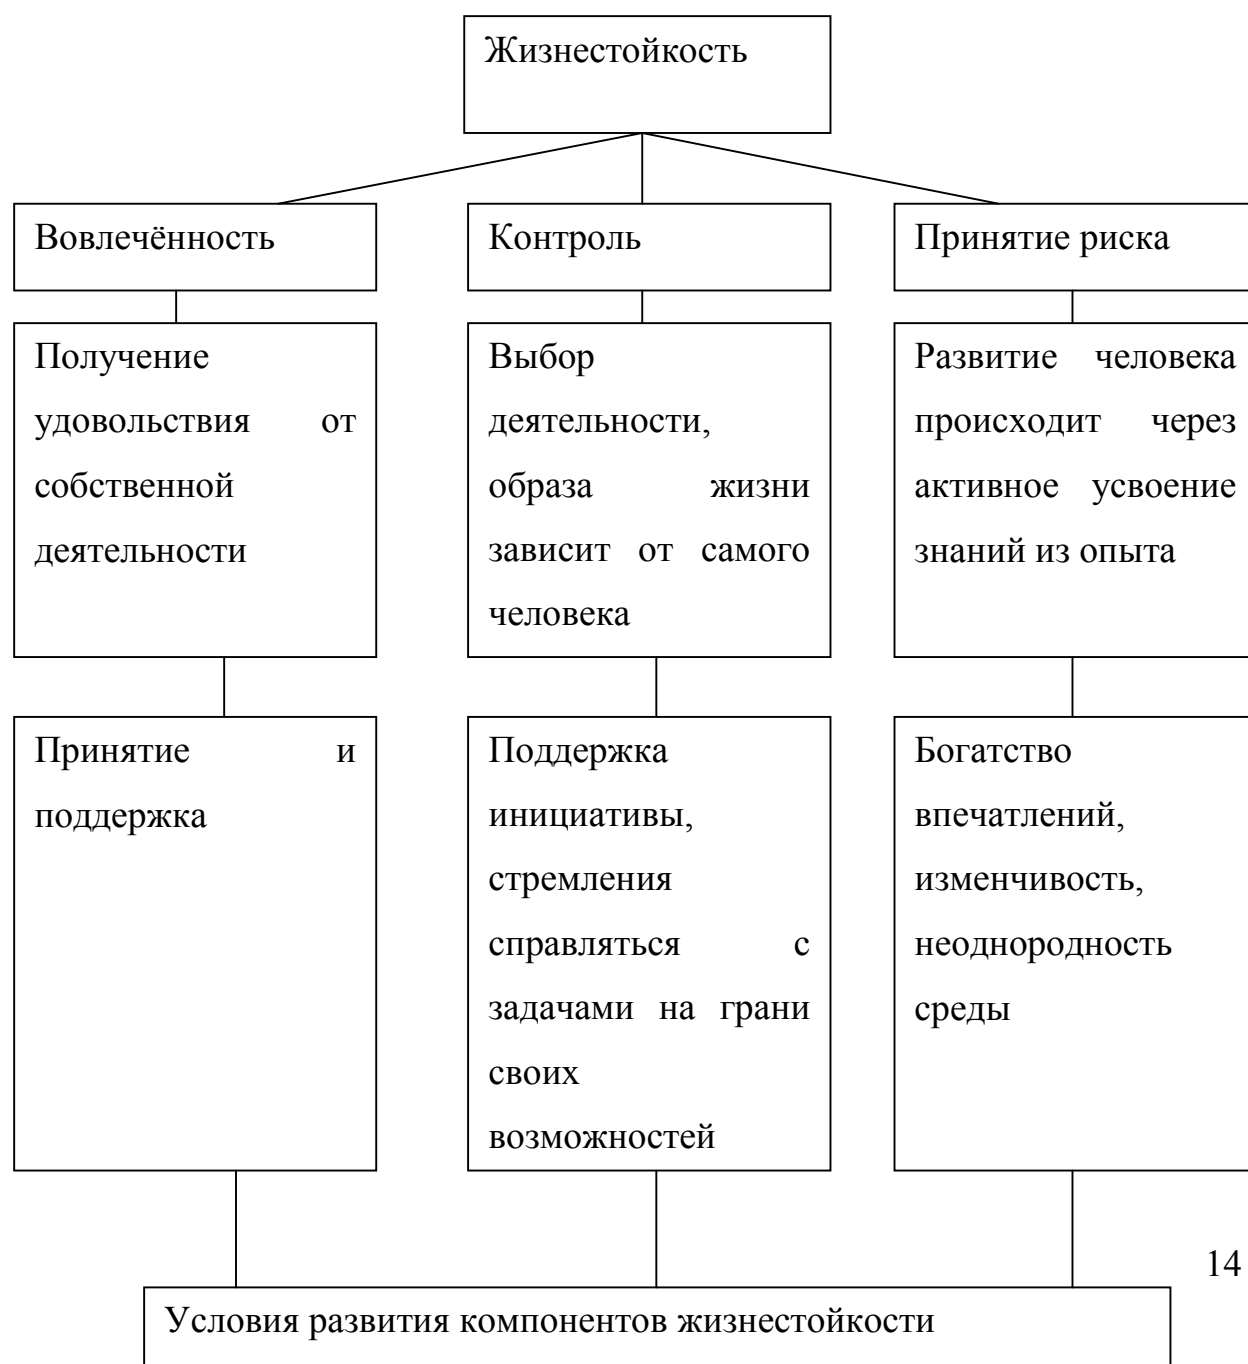 Жизнестойкость
Вовлечённость
Контроль
Принятие риска
Получение
удовольствия от
собственной
деятельности
Выбор
деятельности,
образа жизни
зависит от самого
человека
Развитие человека
происходит через
активное усвоение
знаний из опыта
Принятие и
поддержка
Поддержка
инициативы,
стремления
справляться с
задачами на грани
своих
возможностей
Богатство
впечатлений,
изменчивость,
неоднородность
среды
14
Условия развития компонентов жизнестойкости